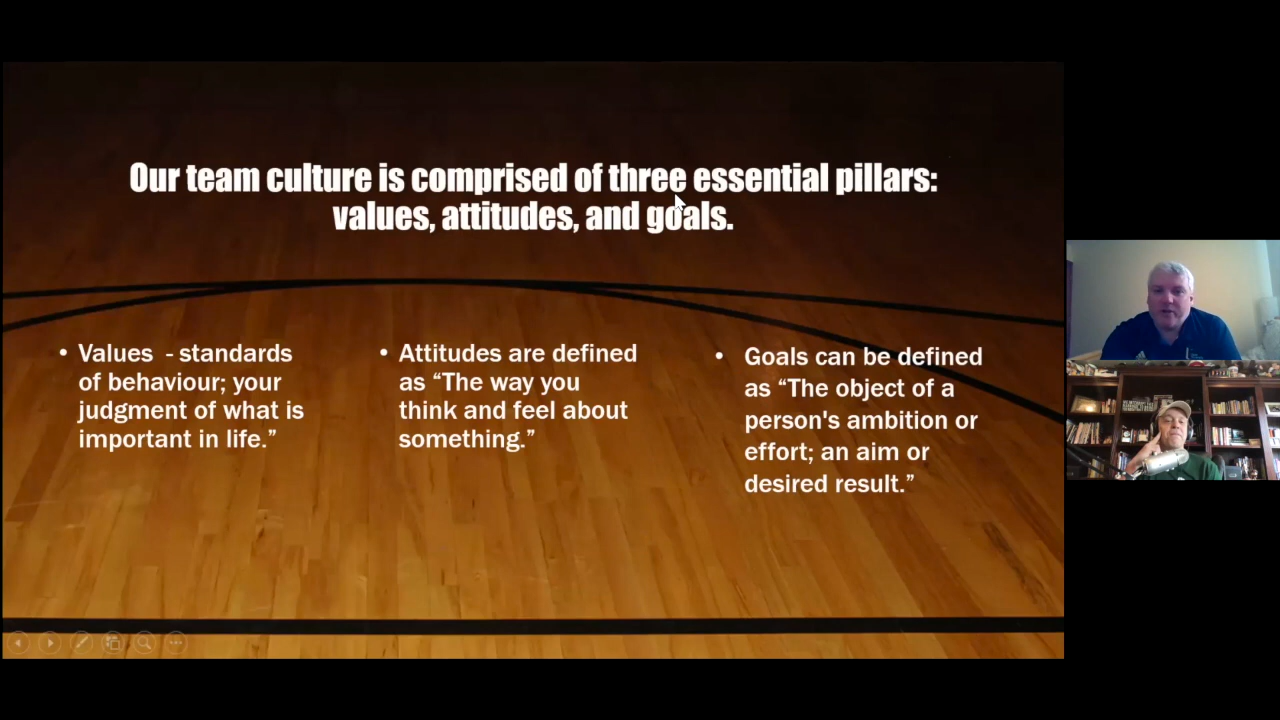 Our team culture is comprised of three essential pillars:
values, attitudes, and goals.
• Values  - standards
of behaviour; your
judgment of what is
important in life.”
• Attitudes are defined
as “The way you
think and feel about
something.”
• Goals can be defined
as “The object of a
person's ambition or
effort; an aim or
desired result.”